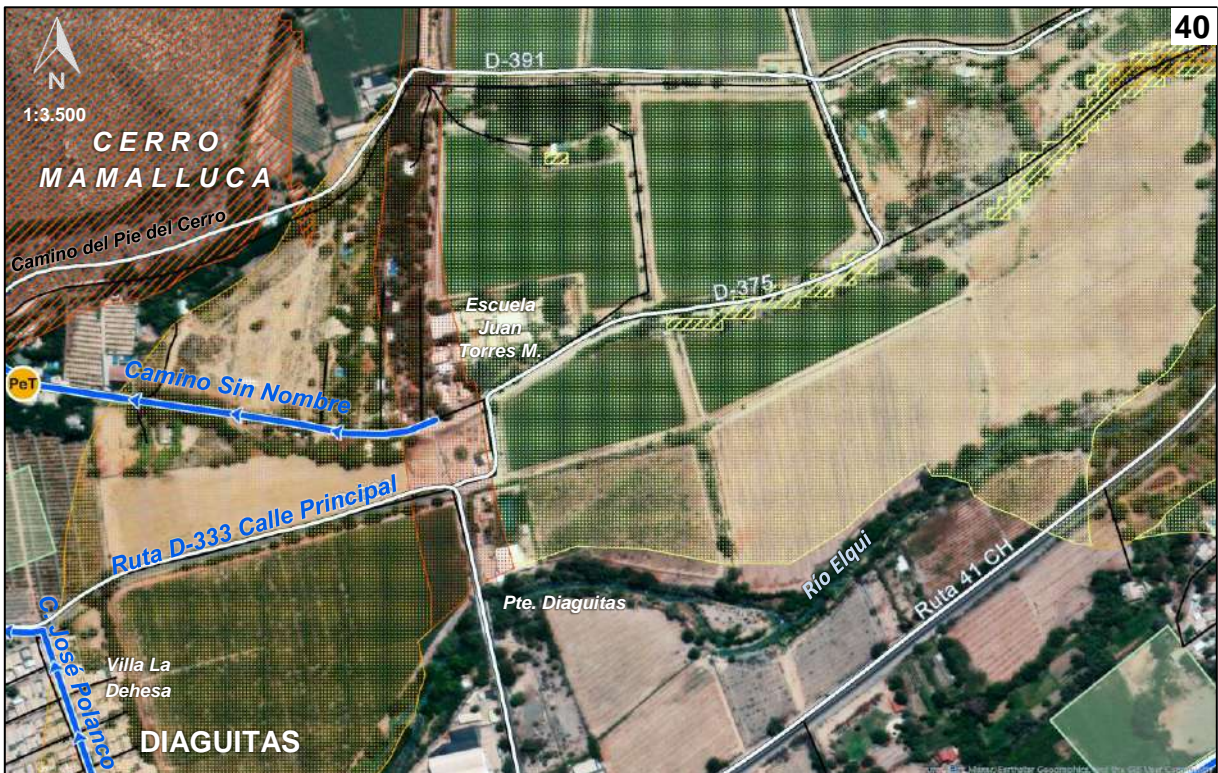 40
D-391
N
1:3.500
CERRO
MAMALLUCA
Camino del Pie del Cerro
D-375
Escuela
Juan
Torres M.
PeT
Camino Sin Nombre
Ruta D-333 Calle Principal
Río Elqui
Ruta 41 CH
Pte. Diaguitas
C. José Polanco
Villa La
Dehesa
DIAGUITAS